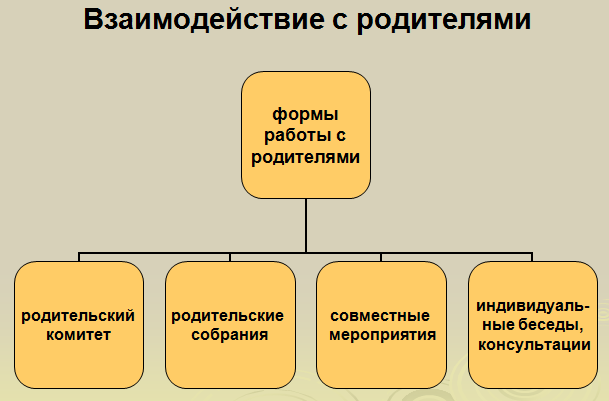 Взаимодействие с родителями
формы
работы с
родителями
родительский
комитет
родительские
собрания
совместные
мероприятия
индивидуаль-
ные беседы,
консультации